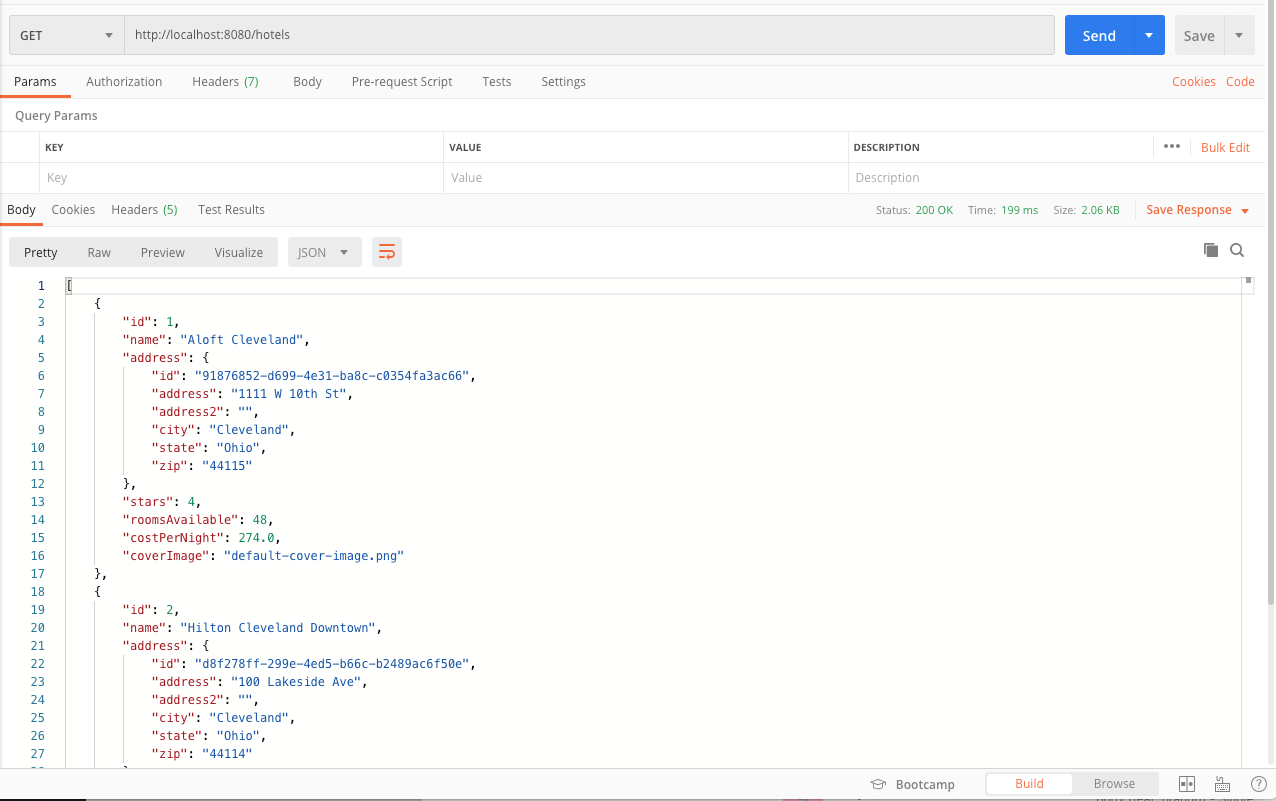 GET http://localhost:8080/hotels Send Save
Params Authorization Headers (7) Body Pre-request Script Tests Settings Cookies Code
Query Params
KEY VALUE DESCRIPTION ••• Bulk Edit
Key Value Description
Body Cookies Headers (5) Test Results Status: 200 OK Time: 199 ms Size: 2.06 KB Save Response
Pretty Raw Preview Visualize JSON
1 [
2 {
3 "id": 1,
4 "name": "Aloft Cleveland",
5 "address": {
6 "id": "91876852-d699-4e31-ba8c-c0354fa3ac66",
7 "address": "1111 W 10th St",
8 "address2": "",
9 "city": "Cleveland",
10 "state": "Ohio",
11 "zip": "44115"
12 },
13 "stars": 4,
14 "roomsAvailable": 48,
15 "costPerNight": 274.0,
16 "coverImage": "default-cover-image.png"
17 },
18 {
19 "id": 2,
20 "name": "Hilton Cleveland Downtown",
21 "address": {
22 "id": "d8f278ff-299e-4ed5-b66c-b2489ac6f50e",
23 "address": "100 Lakeside Ave",
24 "address2": "",
25 "city": "Cleveland",
26 "state": "Ohio",
27 "zip": "44114"
Bootcamp Build Browse